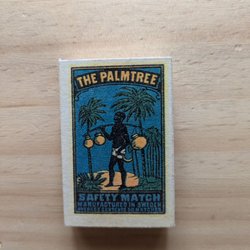 THE PALMTREE
SAFETY MATCH
MANUFACTURED IN SWEDEN